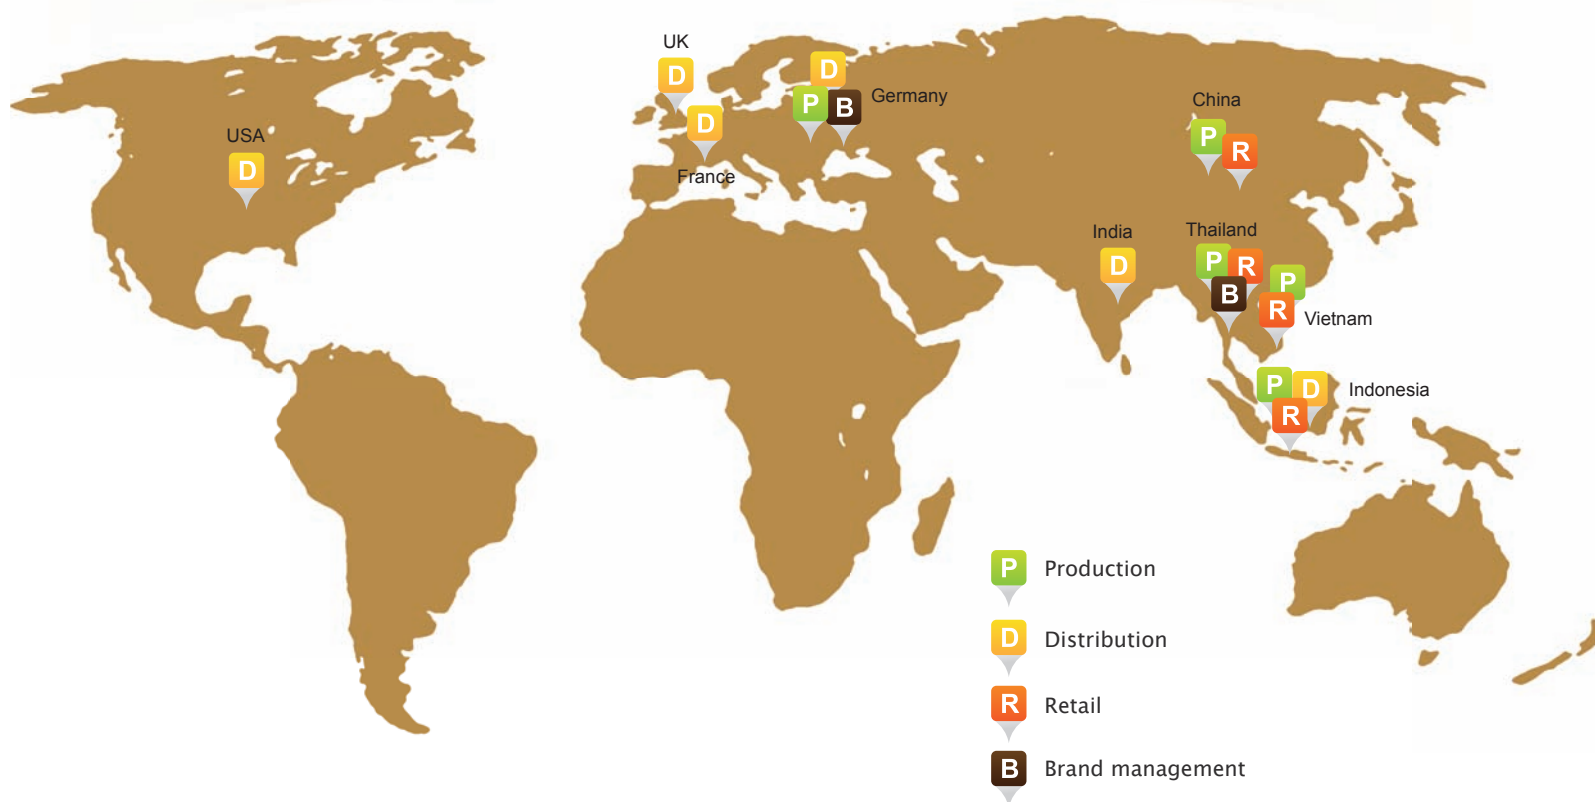 UK
D
D
P
B
Germany
D
France
USA
D
China
P
R
India
D
Thailand
P
R
B
P
R
Vietnam
P
D
R
Indonesia
P Production
D Distribution
R Retail
B Brand management